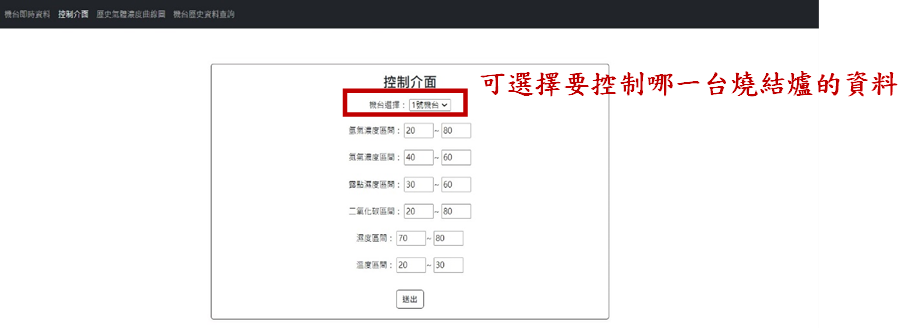 機台即時資料 控制介面 歷史氣體濃度曲線圖 機台歷史資料查詢
控制介面
可選擇要控制哪一台燒結爐的資料
機台選擇： 1號機台
氫氣濃度區間： 20 ~ 80
氮氣濃度區間： 40 ~ 60
露點濕度區間： 30 ~ 60
二氧化碳區間： 20 ~ 80
濕度區間： 70 ~ 80
溫度區間： 20 ~ 30
送出